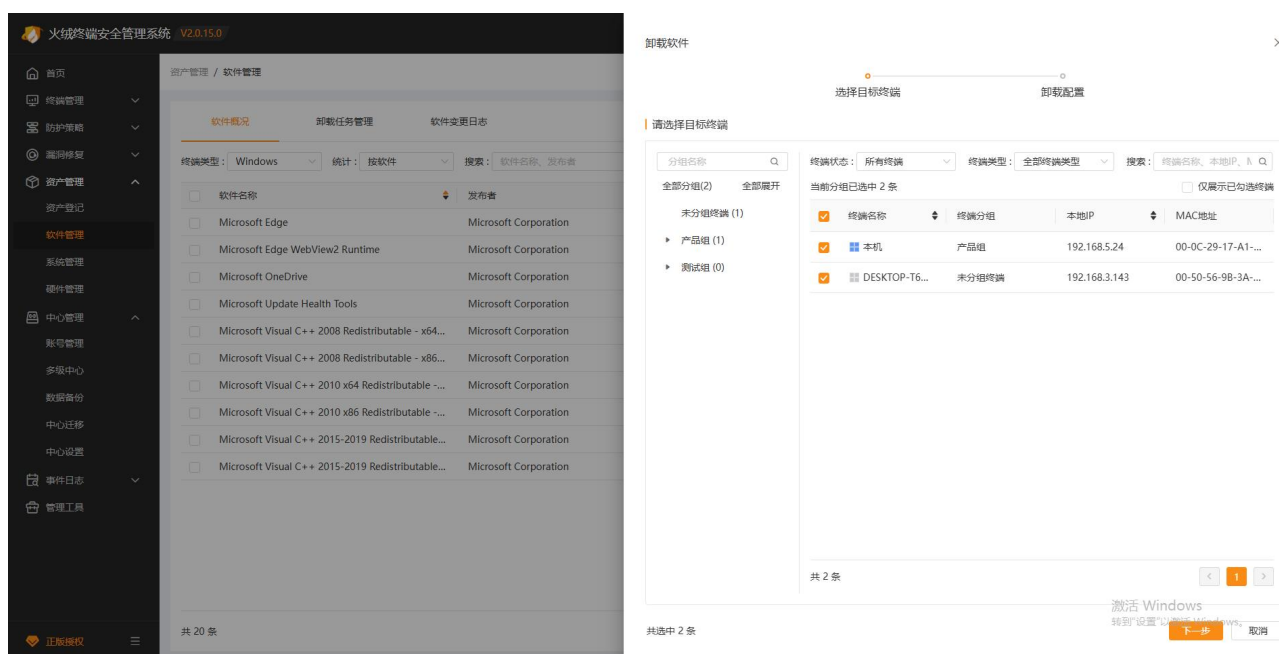 火绒终端安全管理系统 V2.0.15.0
首页
终端管理
防护策略
漏洞修复
资产管理
资产登记
软件管理
系统管理
硬件管理
中心管理
账号管理
多级中心
数据备份
中心迁移
中心设置
事件日志
管理工具
正版授权
资产管理 / 软件管理
软件概况 卸载任务管理 软件变更日志
终端类型： Windows 统计： 按软件 搜索： 软件名称、发布者
软件名称 发布者
Microsoft Edge Microsoft Corporation
Microsoft Edge WebView2 Runtime Microsoft Corporation
Microsoft OneDrive Microsoft Corporation
Microsoft Update Health Tools Microsoft Corporation
Microsoft Visual C++ 2008 Redistributable - x64... Microsoft Corporation
Microsoft Visual C++ 2008 Redistributable - x86... Microsoft Corporation
Microsoft Visual C++ 2010 x64 Redistributable -... Microsoft Corporation
Microsoft Visual C++ 2010 x86 Redistributable -... Microsoft Corporation
Microsoft Visual C++ 2015-2019 Redistributable... Microsoft Corporation
Microsoft Visual C++ 2015-2019 Redistributable... Microsoft Corporation
共 20 条
卸载软件
选择目标终端 卸载配置
请选择目标终端
分组名称
全部分组(2) 全部展开
未分组终端 (1)
产品组 (1)
测试组 (0)
终端状态： 所有终端 终端类型： 全部终端类型 搜索： 终端名称、本地IP、
当前分组已选中 2 条 仅展示已勾选终端
终端名称 终端分组 本地IP MAC地址
本机 产品组 192.168.5.24 00-0C-29-17-A1-...
DESKTOP-T6... 未分组终端 192.168.3.143 00-50-56-9B-3A-...
共 2 条 1
激活 Windows
转到"设置"以激活 Windows。
共选中 2 条 下一步 取消